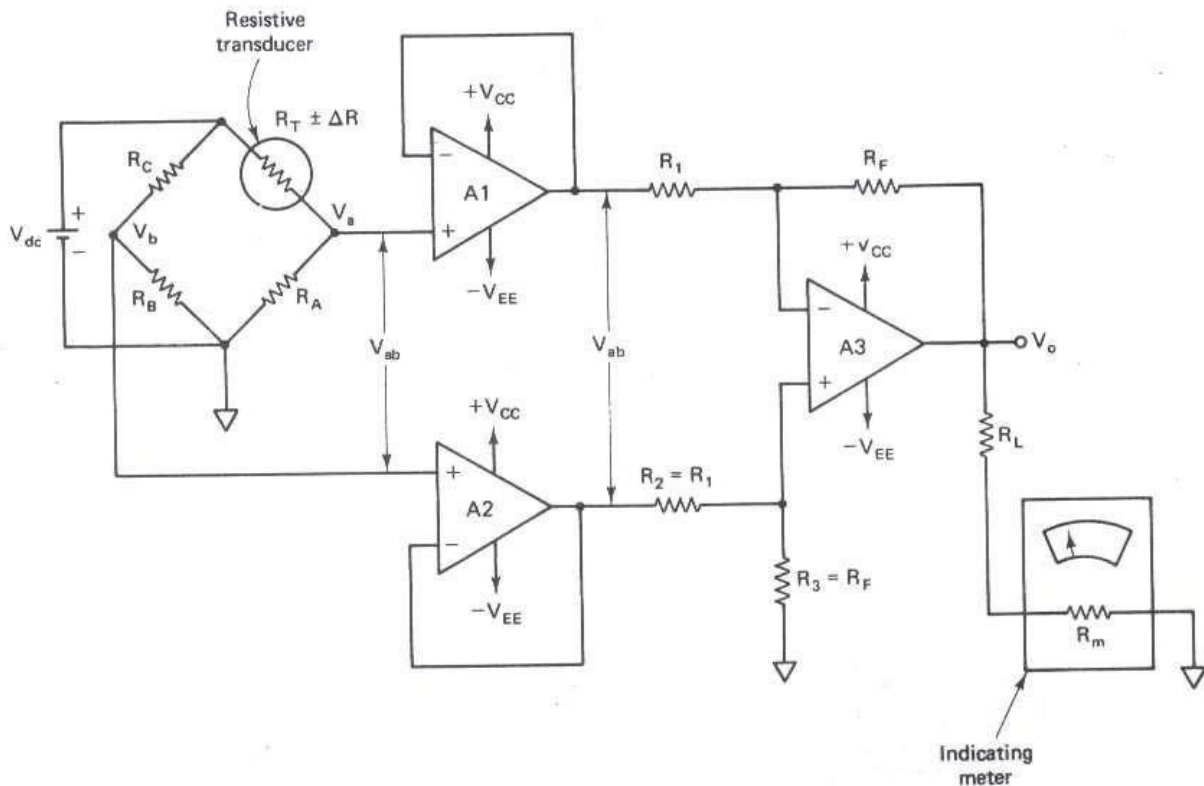 Resistive
transducer
R_T ± ΔR
+V_CC
R_C
R_1
R_F
−
A1
V_a
+
+
V_dc
−
V_b
+v_CC
−V_EE
R_B
R_A
−
V_ab
V_ab
A3
V_o
+
+V_CC
−V_EE
R_L
+
R_2 = R_1
A2
−
R_3 = R_F
−V_EE
R_m
Indicating
meter